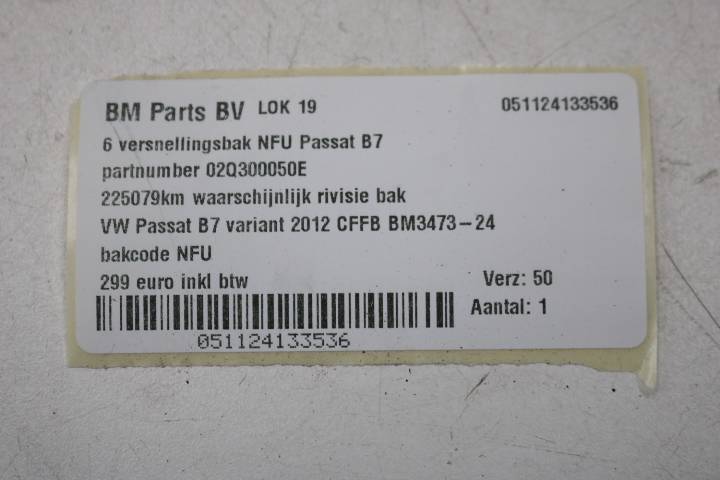 BM Parts BV LOK 19 051124133536
6 versnellingsbak NFU Passat B7
partnumber 02Q300050E
225079km waarschijnlijk rivisie bak
VW Passat B7 variant 2012 CFFB BM3473-24
bakcode NFU
299 euro inkl btw Verz: 50
Aantal: 1
051124133536